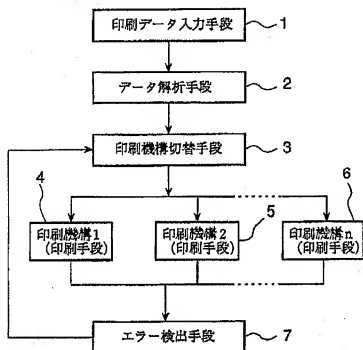 印刷データ入力手段 1
データ解析手段 2
印刷機構切替手段 3
4 5 6
印刷機構1 印刷機構2 印刷機構n
(印刷手段) (印刷手段) (印刷手段)
エラー検出手段 7